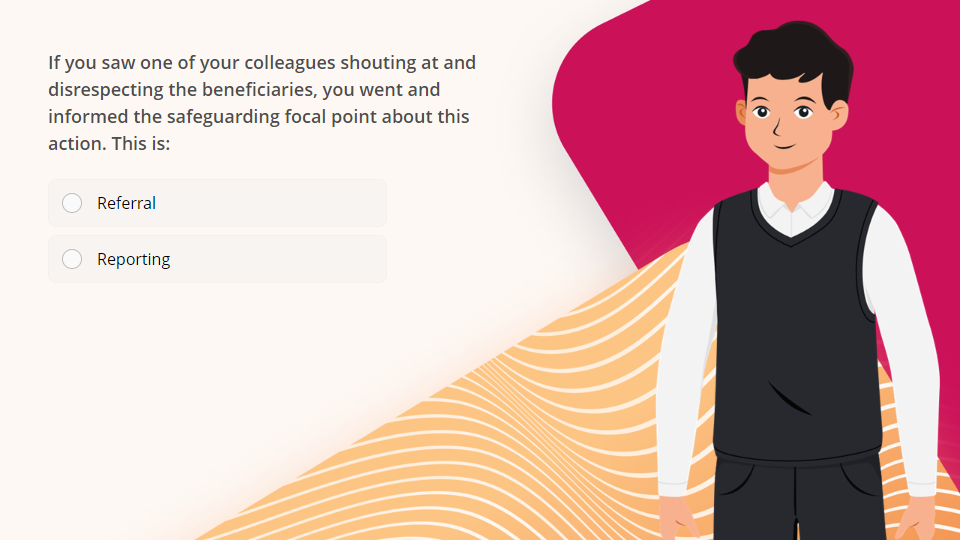 If you saw one of your colleagues shouting at and
disrespecting the beneficiaries, you went and
informed the safeguarding focal point about this
action. This is:
Referral
Reporting